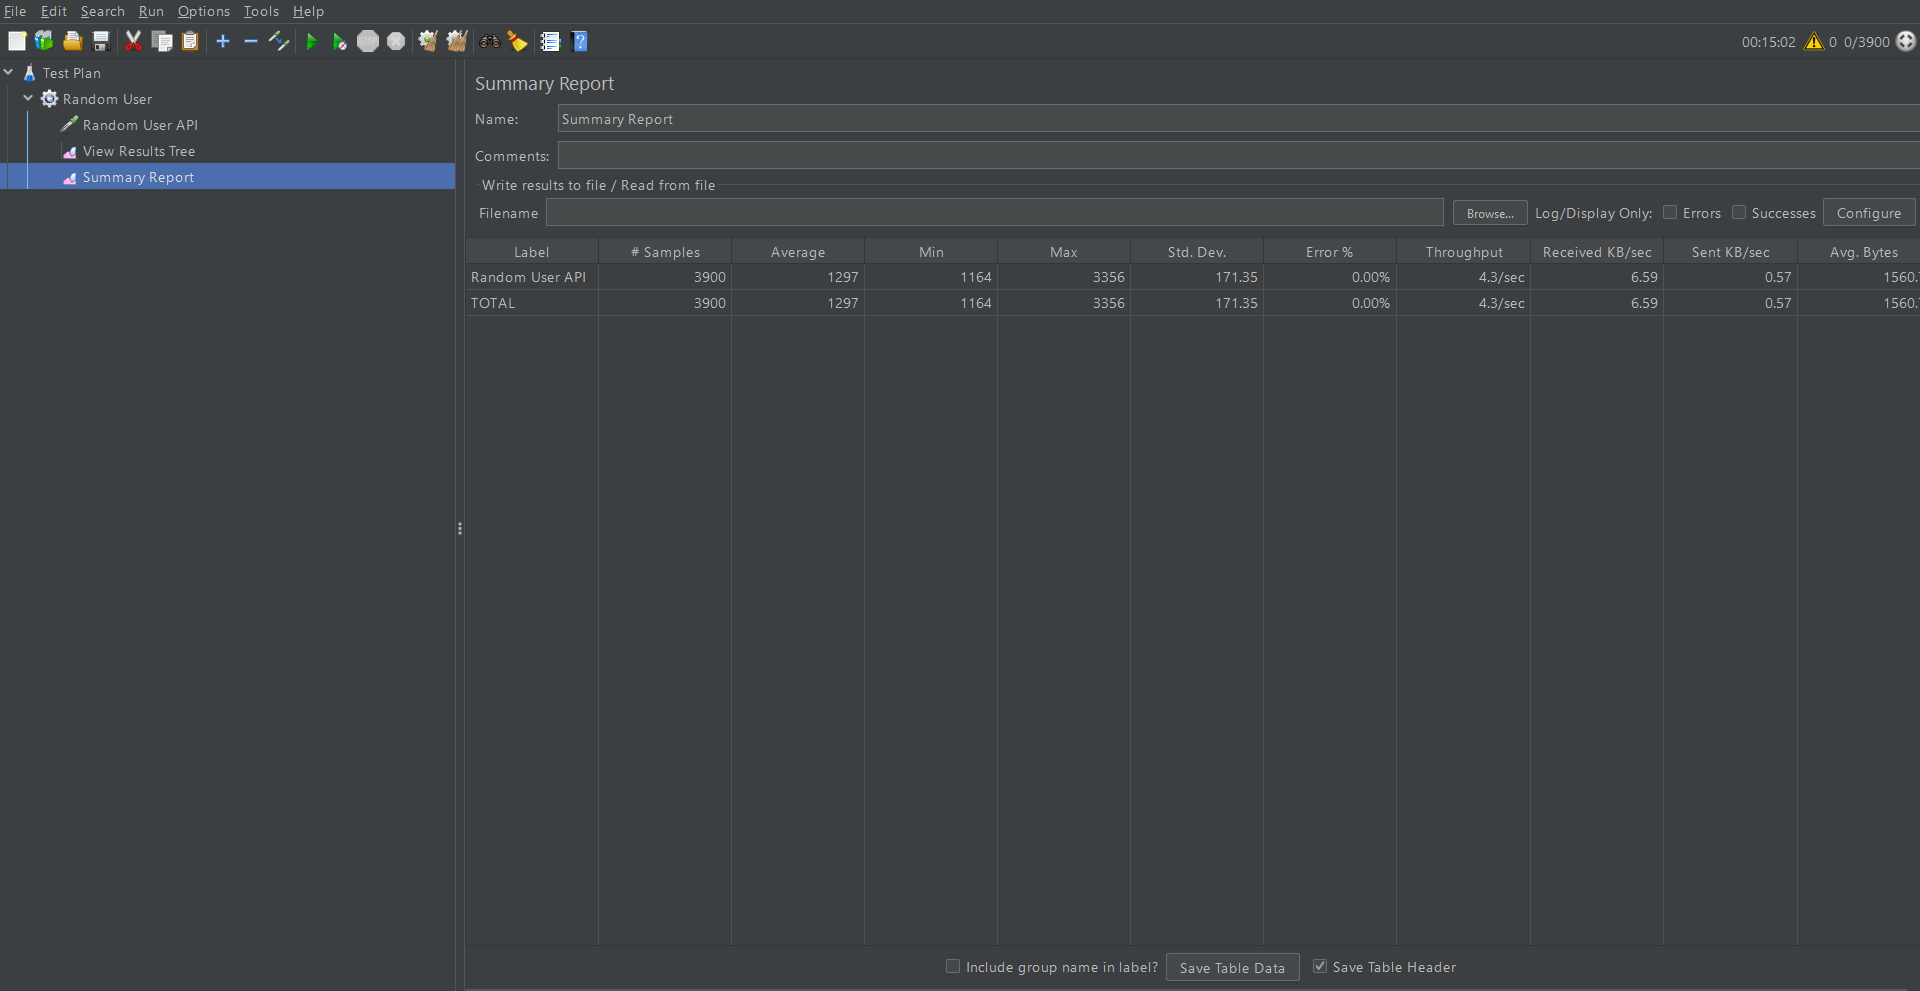 File Edit Search Run Options Tools Help
00:15:02 0 0/3900
Test Plan
Random User
Random User API
View Results Tree
Summary Report
Summary Report
Name: Summary Report
Comments:
Write results to file / Read from file
Filename Browse... Log/Display Only: Errors Successes Configure
Label # Samples Average Min Max Std. Dev. Error % Throughput Received KB/sec Sent KB/sec Avg. Bytes
Random User API 3900 1297 1164 3356 171.35 0.00% 4.3/sec 6.59 0.57 1560.
TOTAL 3900 1297 1164 3356 171.35 0.00% 4.3/sec 6.59 0.57 1560.
Include group name in label? Save Table Data Save Table Header